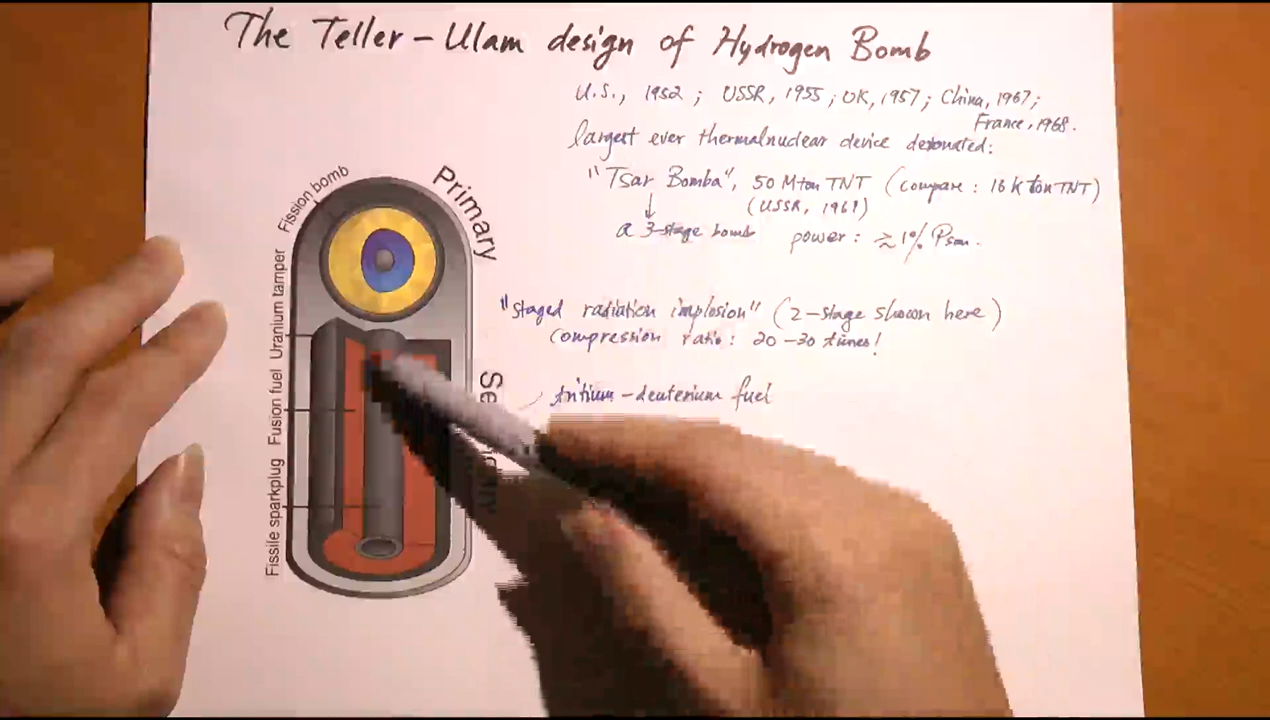 The Teller-Ulam design of Hydrogen Bomb
U.S., 1952; USSR, 1955; UK, 1957; China, 1967;
France, 1968.
largest ever thermalnuclear device detonated:
"Tsar Bomba", 50 Mton TNT (compare: 16 kton TNT)
(USSR, 1961)
a 3-stage bomb power: ≈1%
"staged radiation implosion" (2-stage shown here)
compression ratio: 20-30 times!
tritium-deuterium fuel
Primary
Fission bomb
Uranium tamper
Fusion fuel
Fissile sparkplug